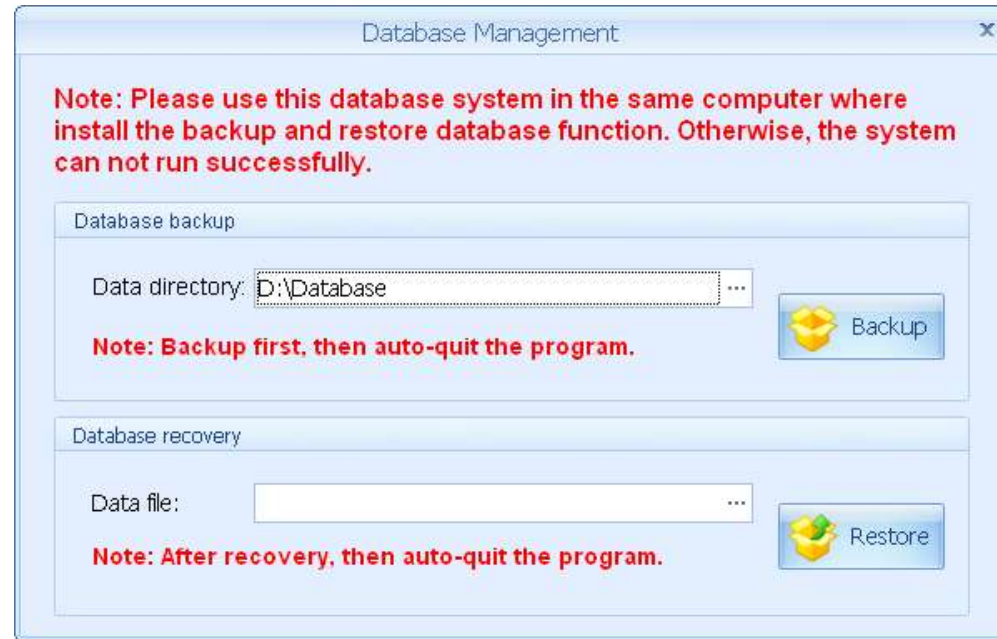 Database Management
x
Note: Please use this database system in the same computer where
install the backup and restore database function. Otherwise, the system
can not run successfully.
Database backup
Data directory: D:\Database ...
Backup
Note: Backup first, then auto-quit the program.
Database recovery
Data file: ...
Restore
Note: After recovery, then auto-quit the program.